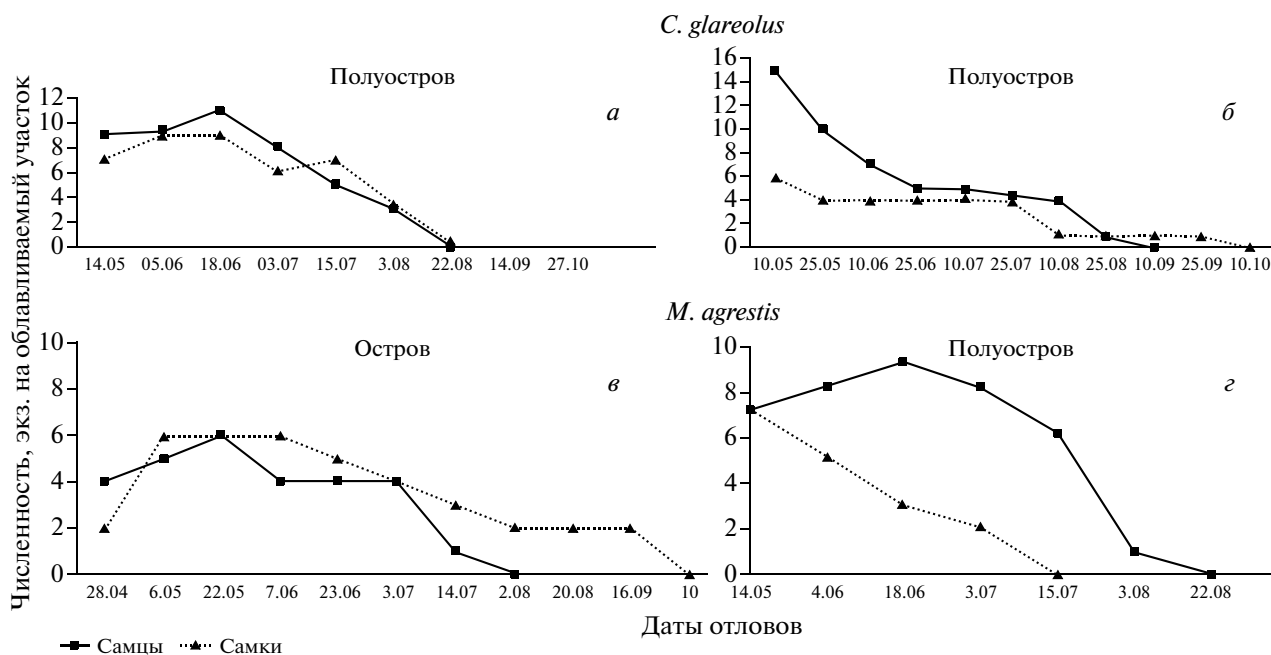 C. glareolus
Численность, экз. на облавливаемый участок
Полуостров
а
12
10
8
6
4
2
0
14.05 05.06 18.06 03.07 15.07 3.08 22.08 14.09 27.10
Полуостров
б
16
14
12
10
8
6
4
2
0
10.05 25.05 10.06 25.06 10.07 25.07 10.08 25.08 10.09 25.09 10.10
M. agrestis
Остров
в
10
8
6
4
2
0
28.04 6.05 22.05 7.06 23.06 3.07 14.07 2.08 20.08 16.09 10
Полуостров
г
10
8
6
4
2
0
14.05 4.06 18.06 3.07 15.07 3.08 22.08
Даты отловов
Самцы Самки